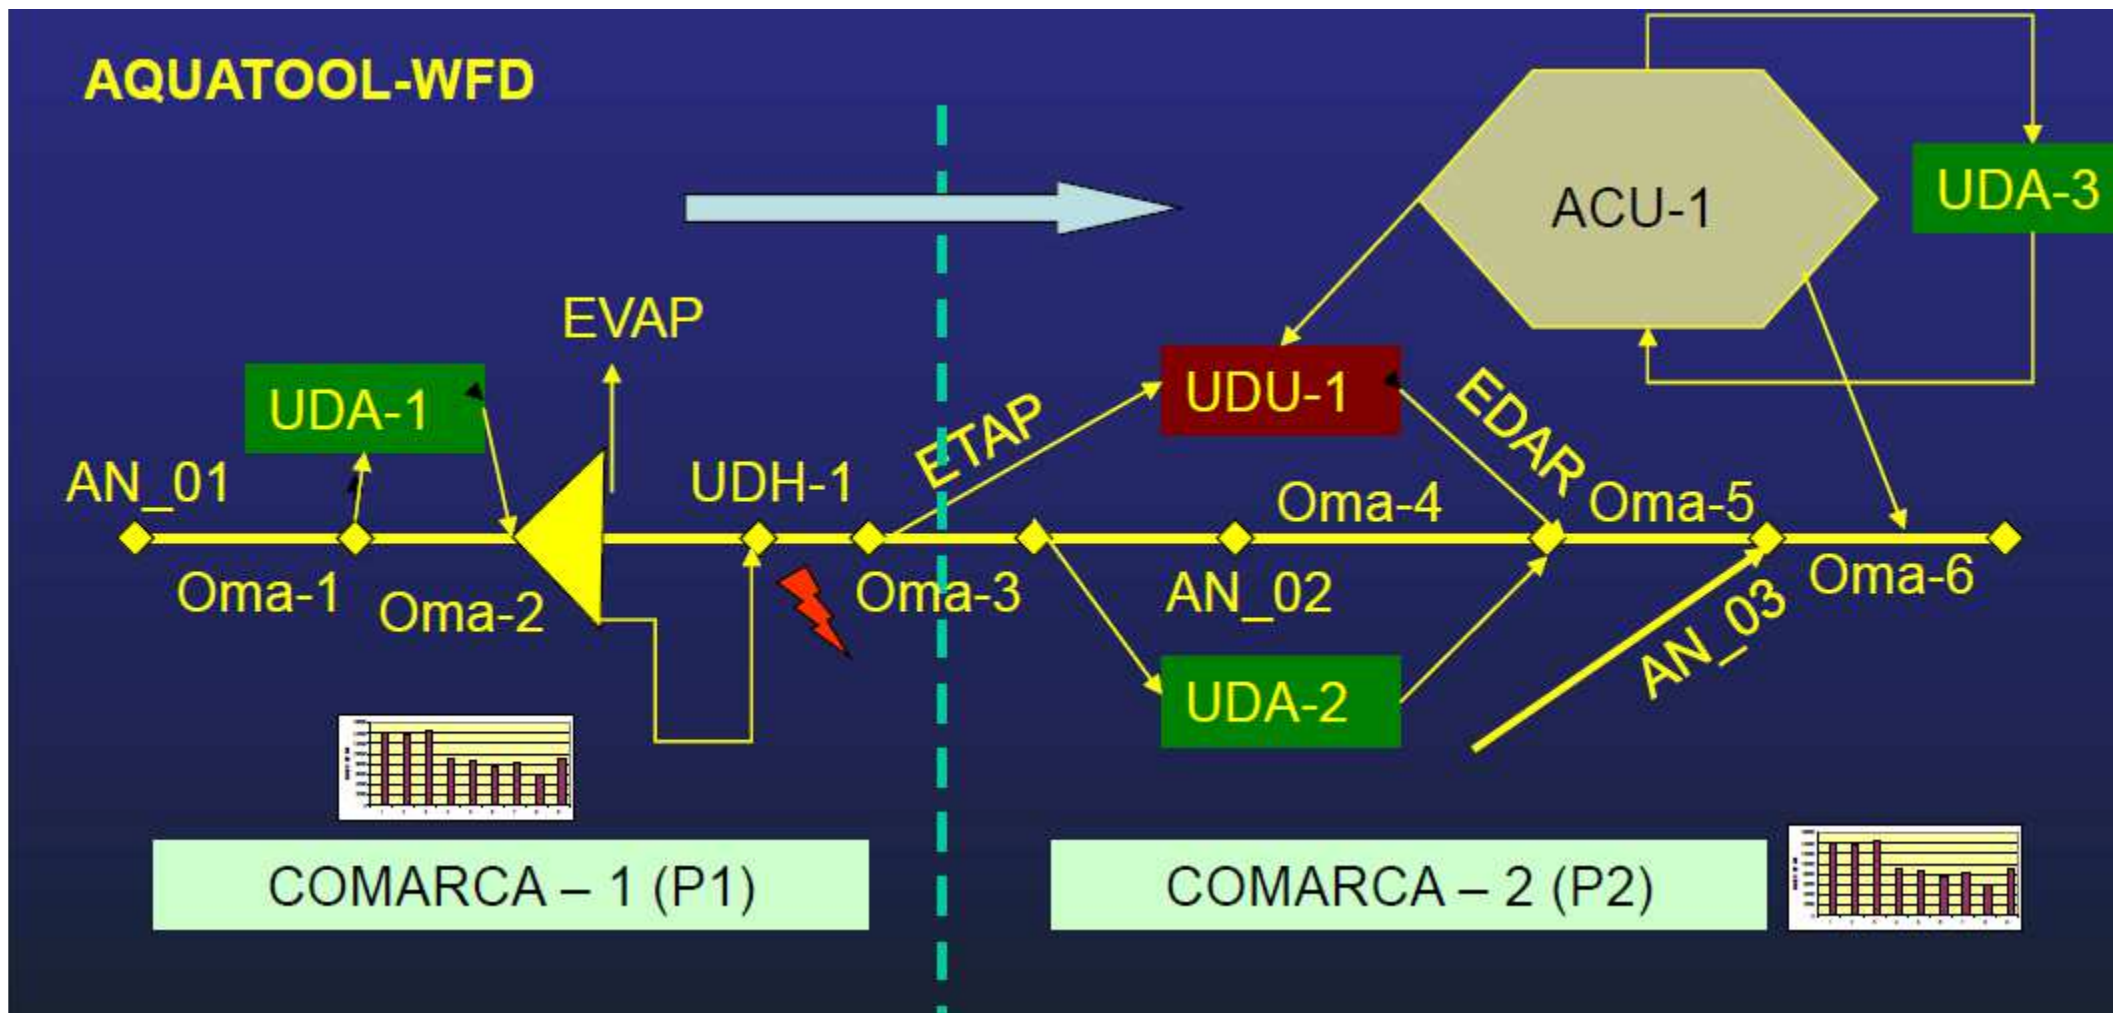 AQUATOOL-WFD
ACU-1
UDA-3
EVAP
UDA-1
UDU-1
ETAP
EDAR
AN_01
UDH-1
Oma-4
Oma-5
Oma-1
Oma-2
Oma-3
AN_02
Oma-6
AN_03
UDA-2
COMARCA – 1 (P1)
COMARCA – 2 (P2)